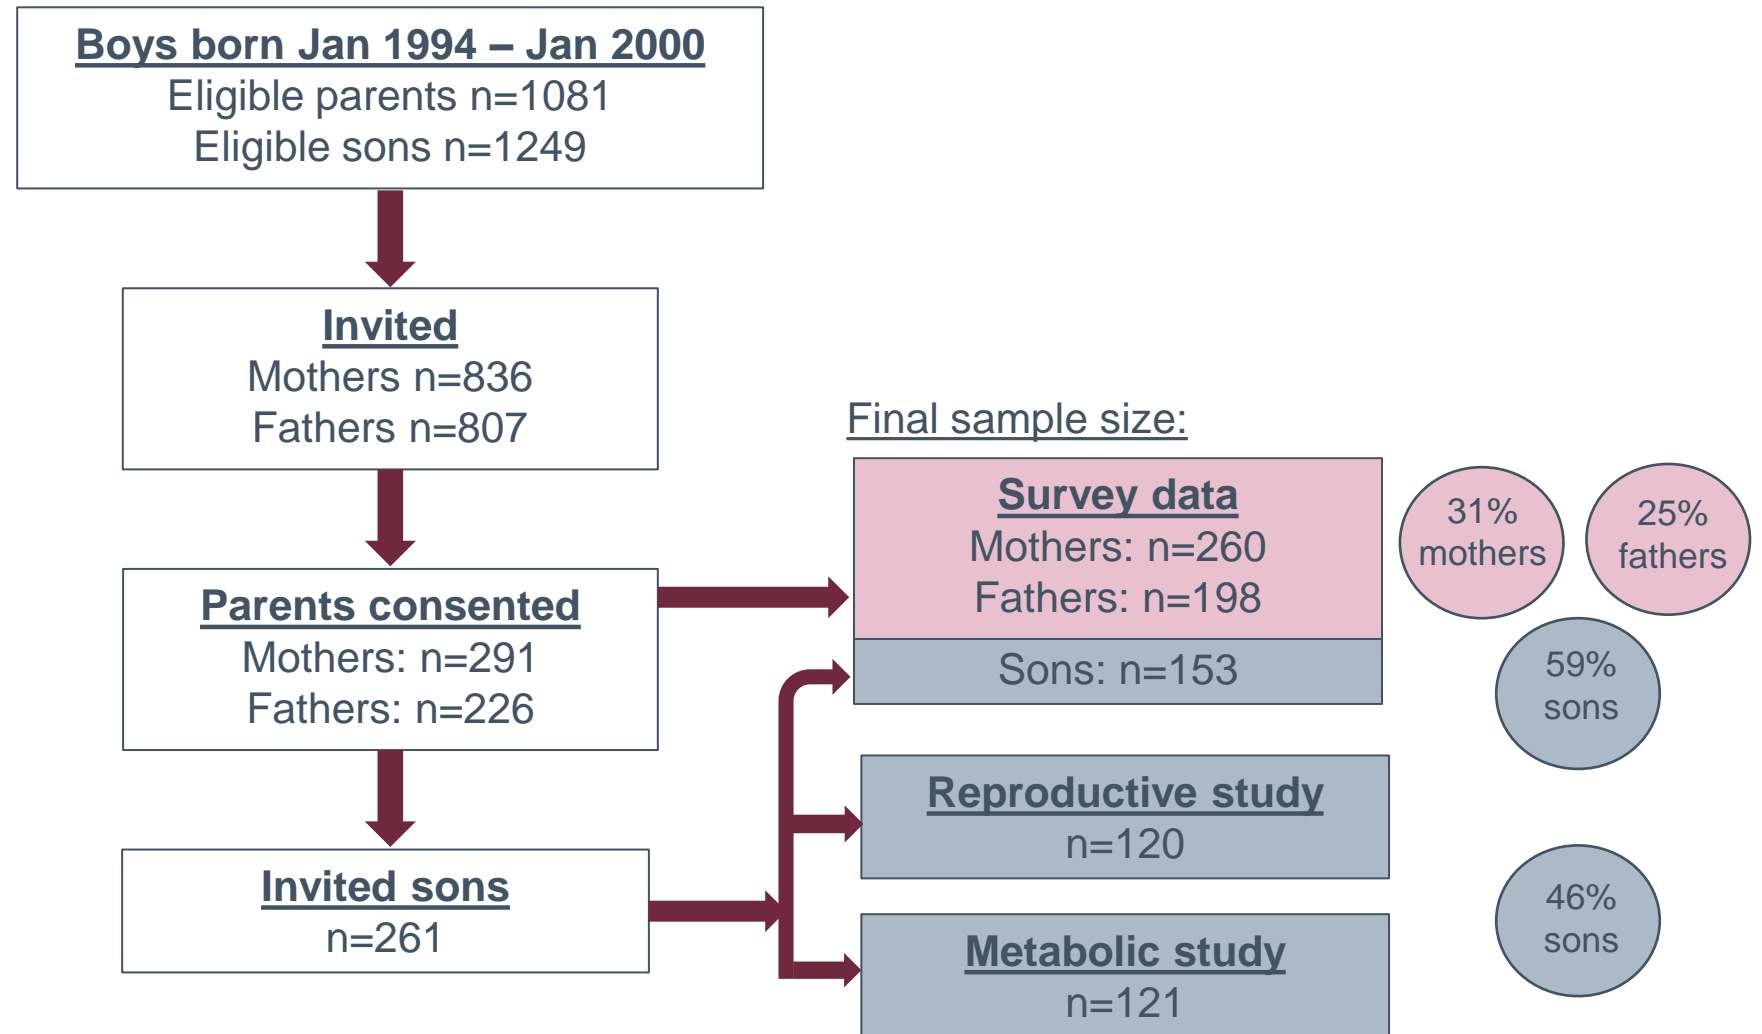 Boys born Jan 1994 – Jan 2000
Eligible parents n=1081
Eligible sons n=1249
Invited
Mothers n=836
Fathers n=807
Parents consented
Mothers: n=291
Fathers: n=226
Invited sons
n=261
Final sample size:
Survey data
Mothers: n=260
Fathers: n=198
Sons: n=153
Reproductive study
n=120
Metabolic study
n=121
31%
mothers
25%
fathers
59%
sons
46%
sons